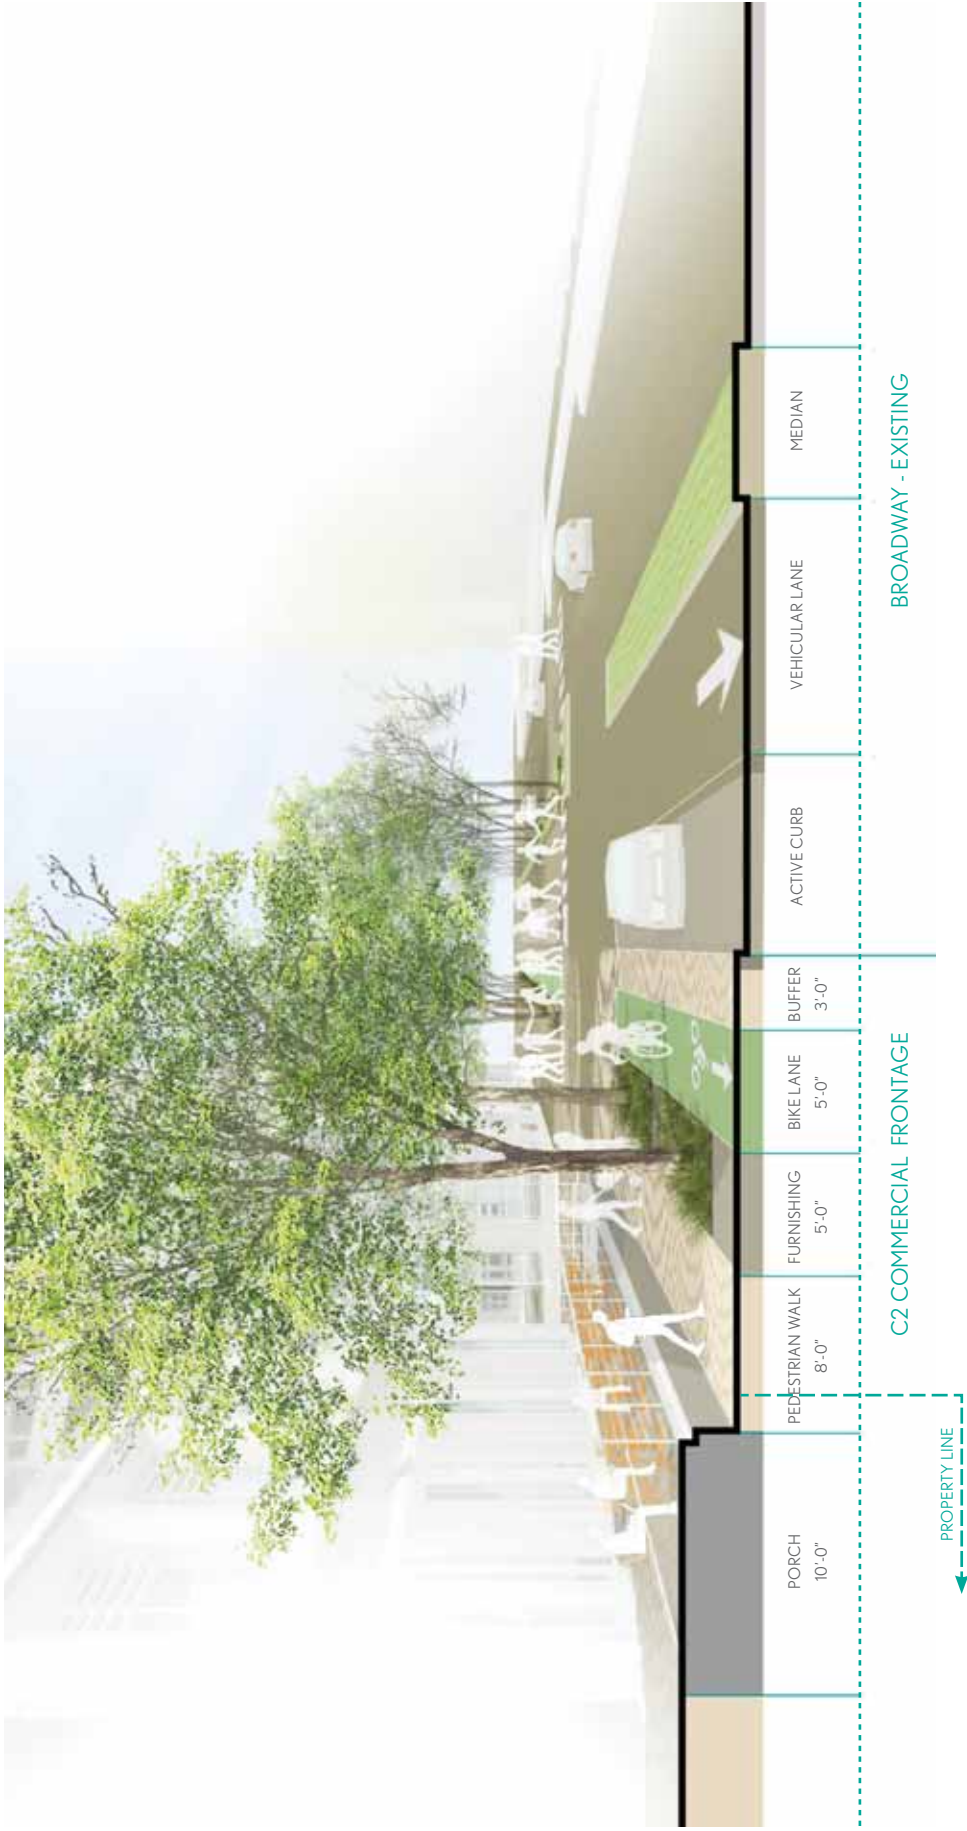 PORCH
10'-0"
PEDESTRIAN WALK
8'-0"
FURNISHING
5'-0"
BIKE LANE
5'-0"
BUFFER
3'-0"
ACTIVE CURB
VEHICULAR LANE
MEDIAN
C2 COMMERCIAL FRONTAGE
BROADWAY - EXISTING
PROPERTY LINE